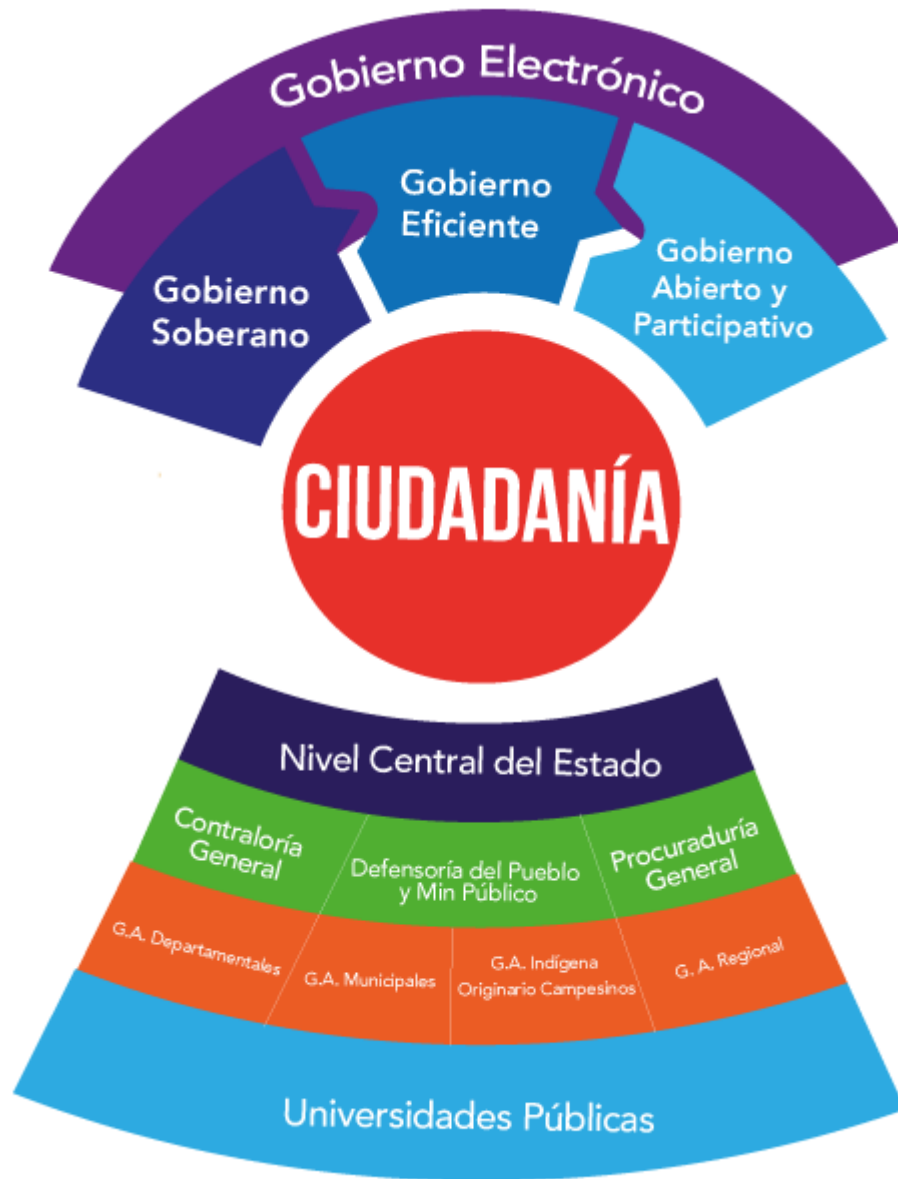 Gobierno Electrónico
Gobierno
Soberano
Gobierno
Eficiente
Gobierno
Abierto y
Participativo
CIUDADANÍA
Nivel Central del Estado
Contraloría
General
Defensoría del Pueblo
y Min Público
Procuraduría
General
G.A. Departamentales
G.A. Municipales
G.A. Indígena
Originario Campesinos
G. A. Regional
Universidades Públicas